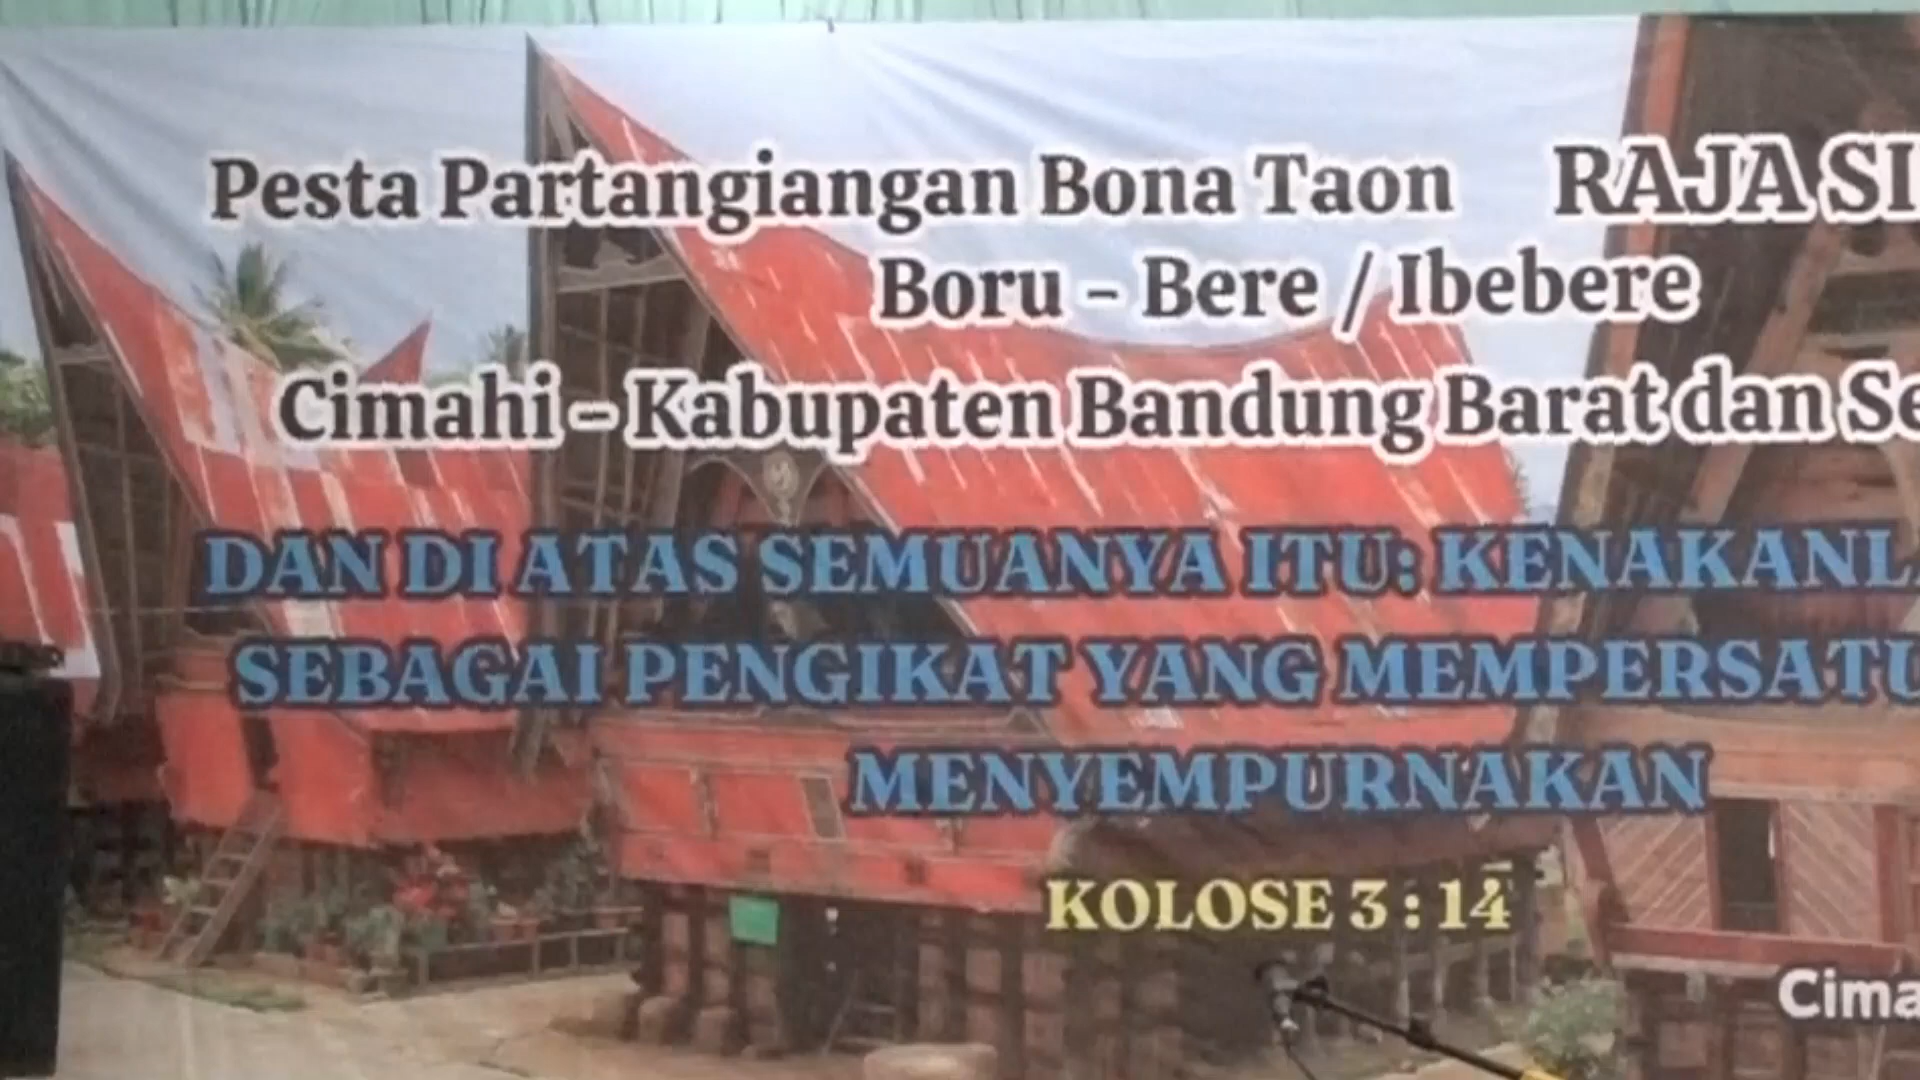 Pesta Partangiangan Bona Taon RAJA SI
Boru - Bere / Ibebere
Cimahi - Kabupaten Bandung Barat dan Se
DAN DI ATAS SEMUANYA ITU: KENAKANL
SEBAGAI PENGIKAT YANG MEMPERSATU
MENYEMPURNAKAN
KOLOSE 3 : 14
Cima